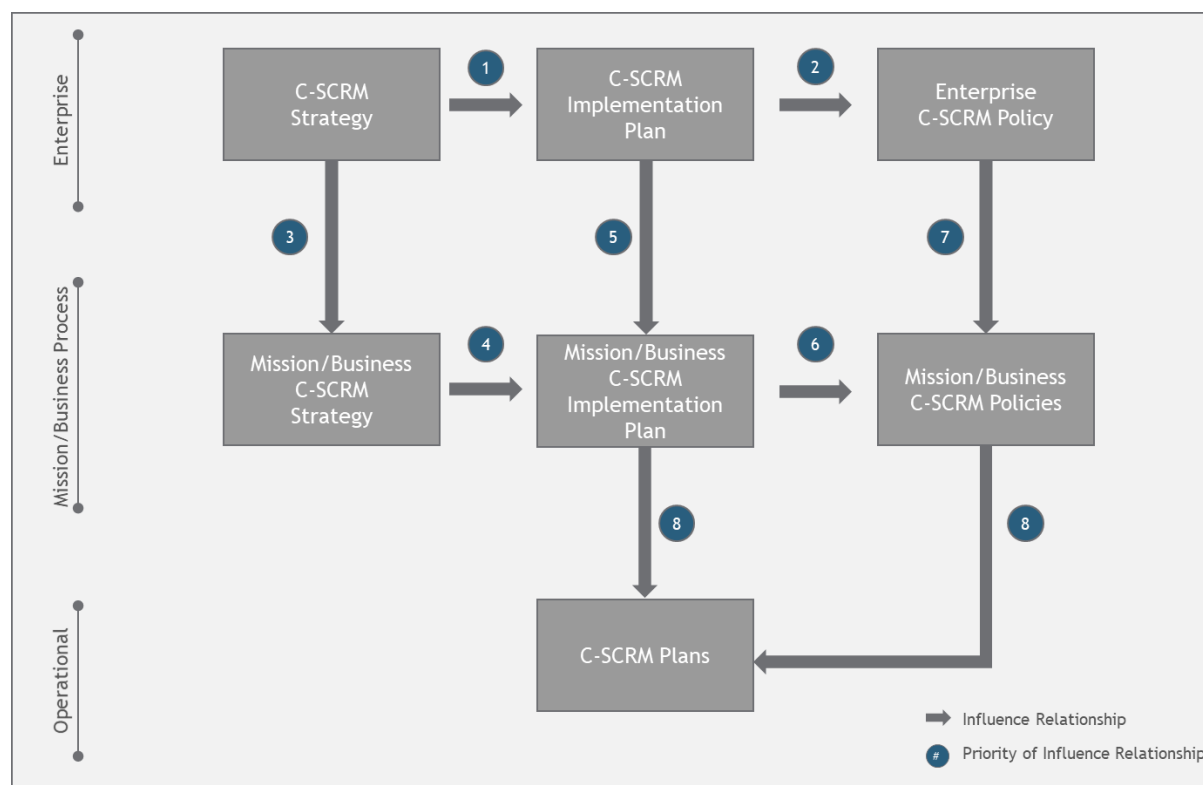 Enterprise
C-SCRM
Strategy
1
C-SCRM
Implementation
Plan
2
Enterprise
C-SCRM Policy
3
5
7
Mission/Business Process
Mission/Business
C-SCRM
Strategy
4
Mission/Business
C-SCRM
Implementation
Plan
6
Mission/Business
C-SCRM Policies
8
8
Operational
C-SCRM Plans
Influence Relationship
# Priority of Influence Relationship